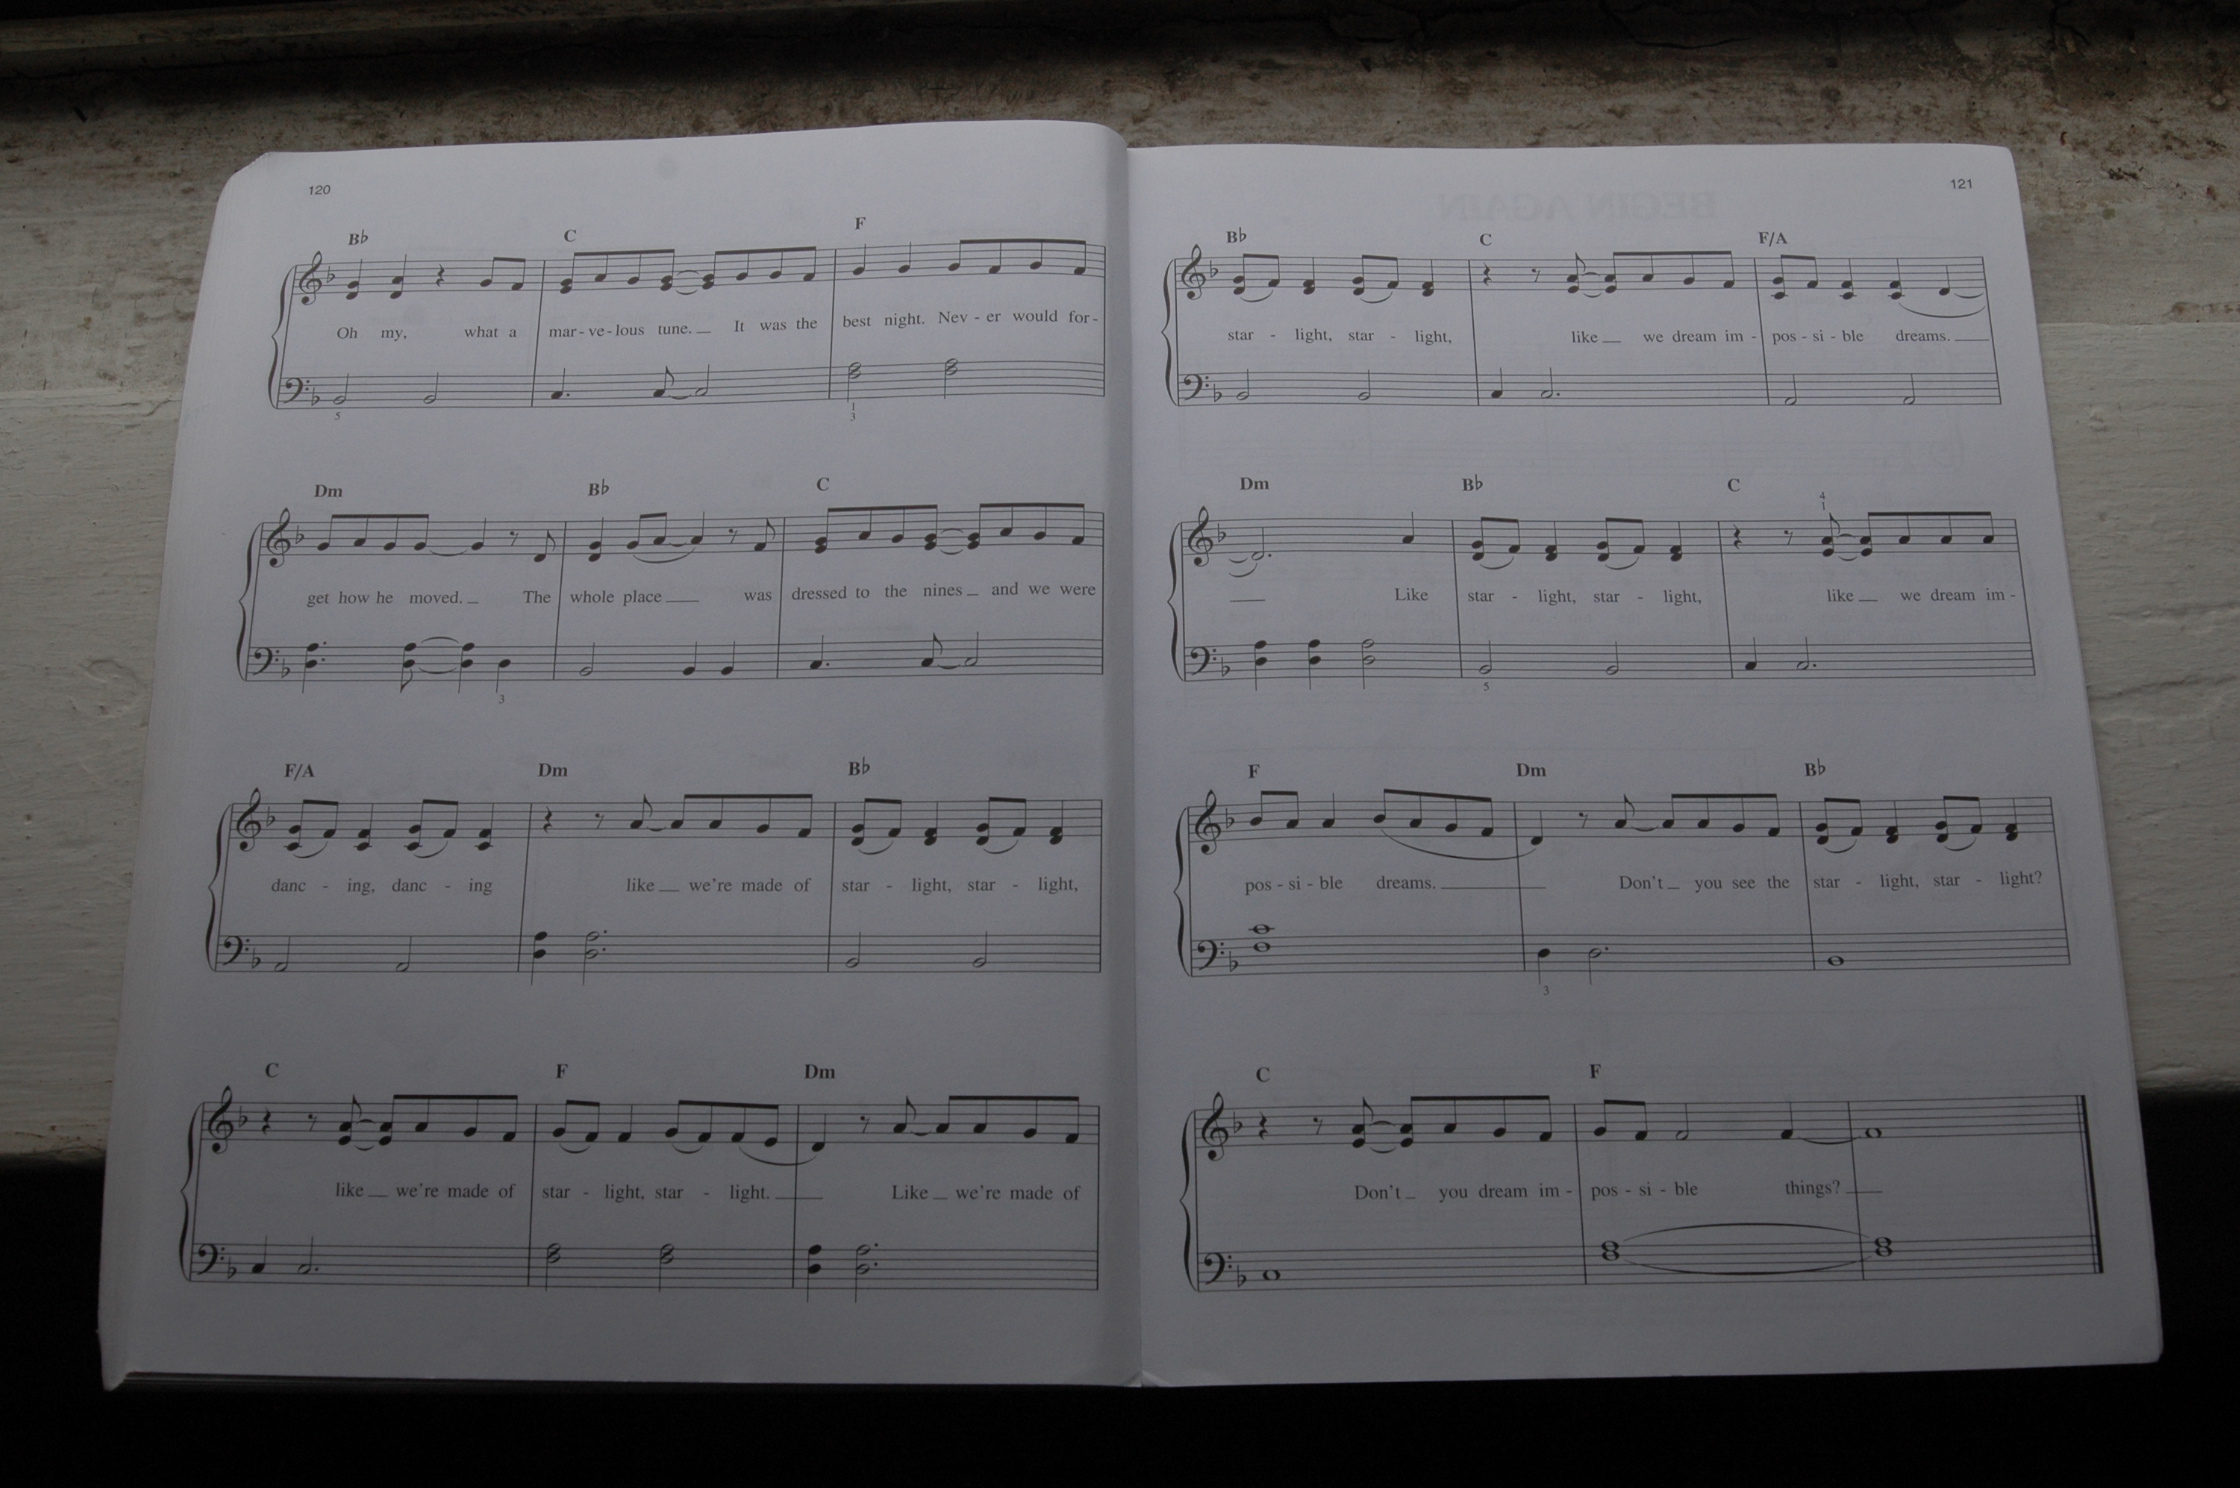 120
B♭ C F
Oh my, what a mar - ve - lous tune. It was the best night. Nev - er would for -
5 1 3
Dm B♭ C
get how he moved. The whole place was dressed to the nines and we were
3
F/A Dm B♭
danc - ing, danc - ing like we're made of star - light, star - light,
C F Dm
like we're made of star - light, star - light. Like we're made of
121
BEGIN AGAIN
B♭ C F/A
star - light, star - light, like we dream im - pos - si - ble dreams.
Dm B♭ C
4 1
Like star - light, star - light, like we dream im -
5
F Dm B♭
pos - si - ble dreams. Don't you see the star - light, star - light?
3
C F
Don't you dream im - pos - si - ble things?